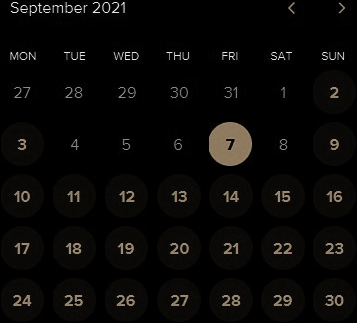 September 2021
MON TUE WED THU FRI SAT SUN
27 28 29 30 31 1 2
3 4 5 6 7 8 9
10 11 12 13 14 15 16
17 18 19 20 21 22 23
24 25 26 27 28 29 30